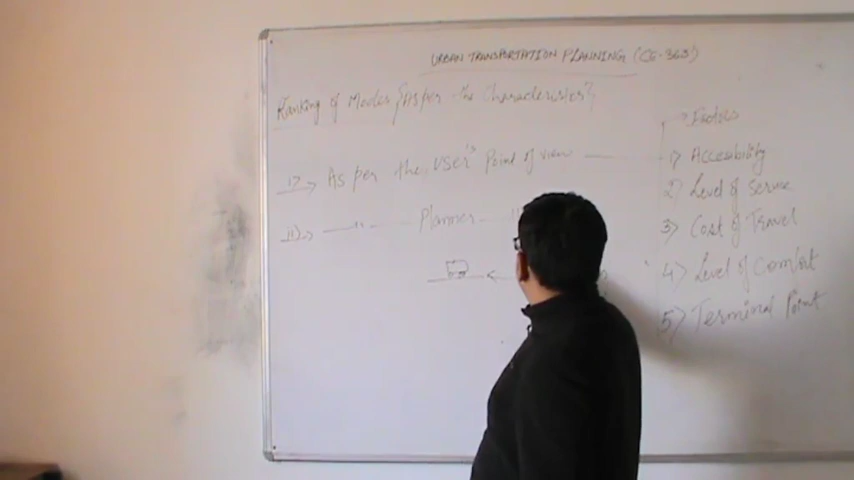 URBAN TRANSPORTATION PLANNING (CE-363)
Ranking of Modes {As per the Characteristics}
i) → As per the User's Point of view
ii) → —"— Planner — "
Factors
1) Accessibility
2) Level of Service
3) Cost of Travel
4) Level of Comfort
5) Terminal Point